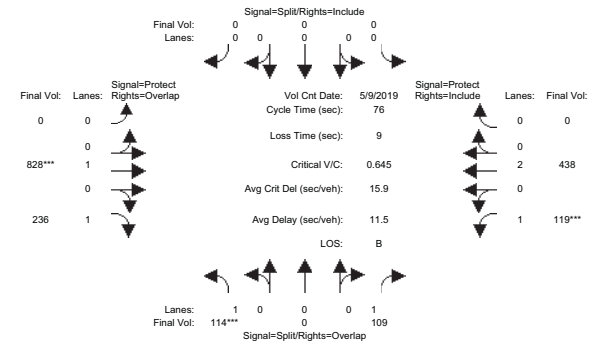 Signal=Split/Rights=Include
Final Vol: 0 0 0
Lanes: 0 0 0 0 0
Signal=Protect
Final Vol: Lanes: Rights=Overlap
Vol Cnt Date: 5/9/2019
Signal=Protect
Rights=Include Lanes: Final Vol:
Cycle Time (sec): 76
0 0
0 0
Loss Time (sec): 9
0
0
828*** 1
Critical V/C: 0.645
2 438
0
Avg Crit Del (sec/veh): 15.9
0
236 1
Avg Delay (sec/veh): 11.5
1 119***
LOS: B
Lanes: 1 0 0 0 1
Final Vol: 114*** 0 109
Signal=Split/Rights=Overlap